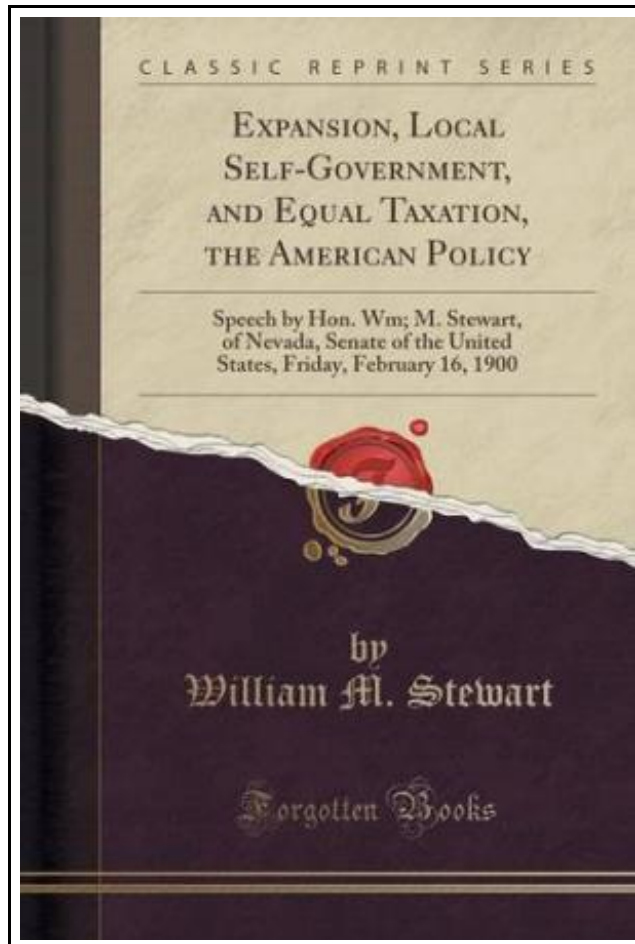 CLASSIC REPRINT SERIES
EXPANSION, LOCAL
SELF-GOVERNMENT,
AND EQUAL TAXATION,
THE AMERICAN POLICY
Speech by Hon. Wm; M. Stewart,
of Nevada, Senate of the United
States, Friday, February 16, 1900
by
William M. Stewart
Forgotten Books